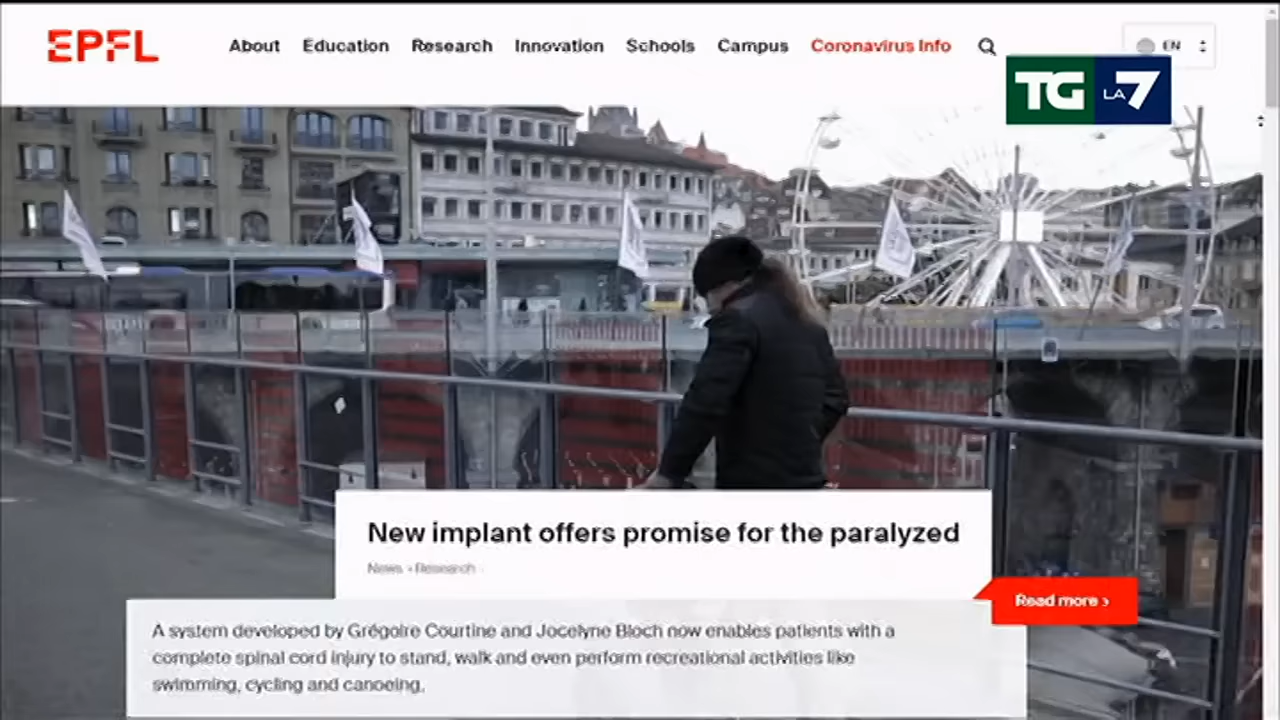 EPFL
About Education Research Innovation Schools Campus Coronavirus Info EN
TG LA7
New implant offers promise for the paralyzed
News - Research
Read more ›
A system developed by Grégoire Courtine and Jocelyne Bloch now enables patients with a
complete spinal cord injury to stand, walk and even perform recreational activities like
swimming, cycling and canoeing.